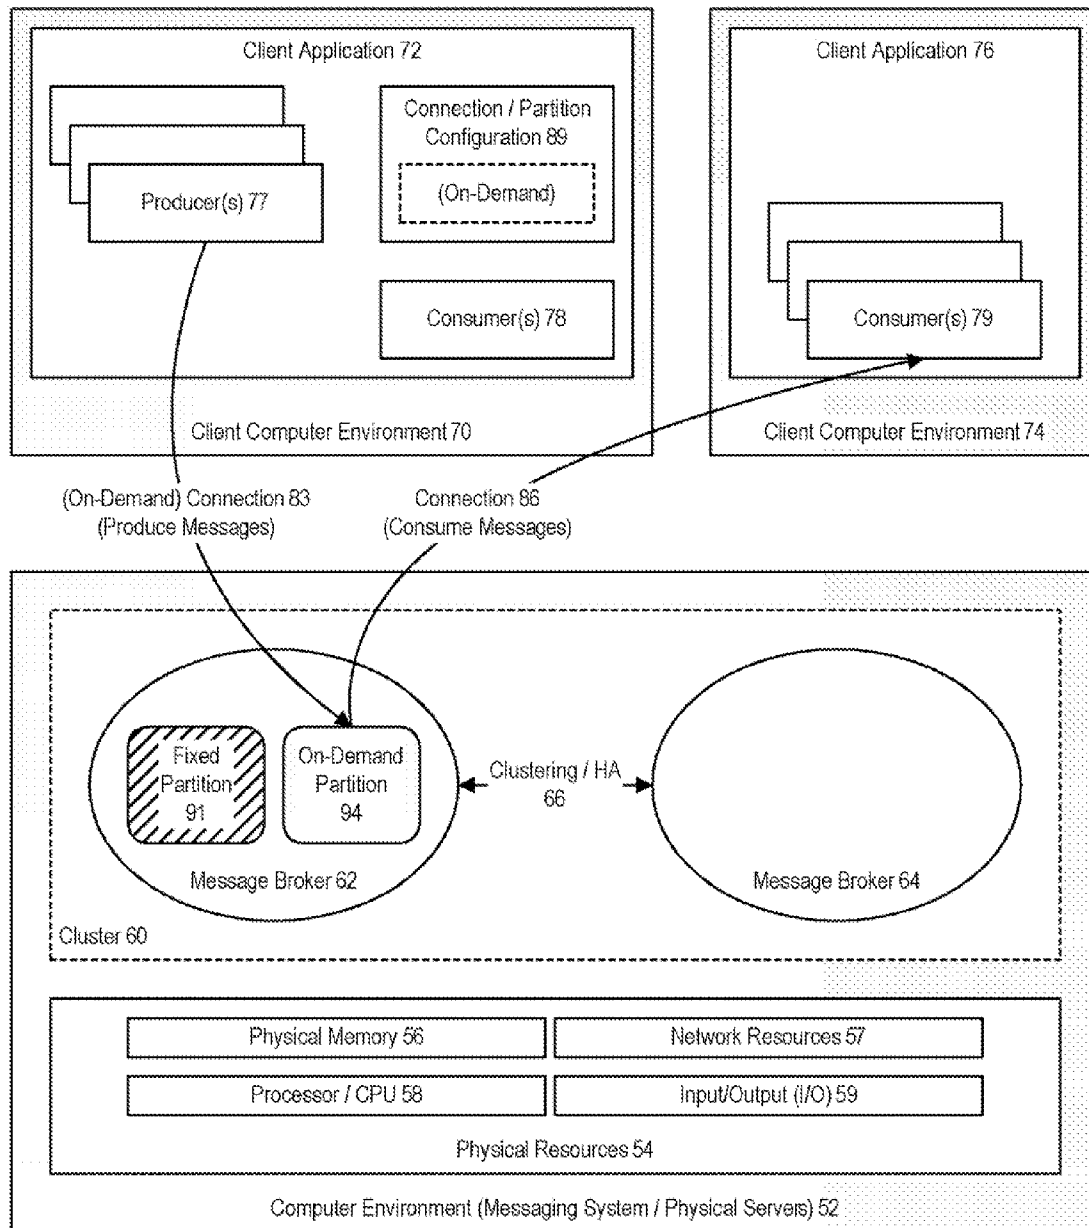 Client Application 72
Connection / Partition
Configuration 89
(On-Demand)
Producer(s) 77
Consumer(s) 78
Client Computer Environment 70
Client Application 76
Consumer(s) 79
Client Computer Environment 74
(On-Demand) Connection 83
(Produce Messages)
Connection 86
(Consume Messages)
Fixed
Partition
91
On-Demand
Partition
94
Message Broker 62
Clustering / HA
66
Message Broker 64
Cluster 60
Physical Memory 56
Network Resources 57
Processor / CPU 58
Input/Output (I/O) 59
Physical Resources 54
Computer Environment (Messaging System / Physical Servers) 52